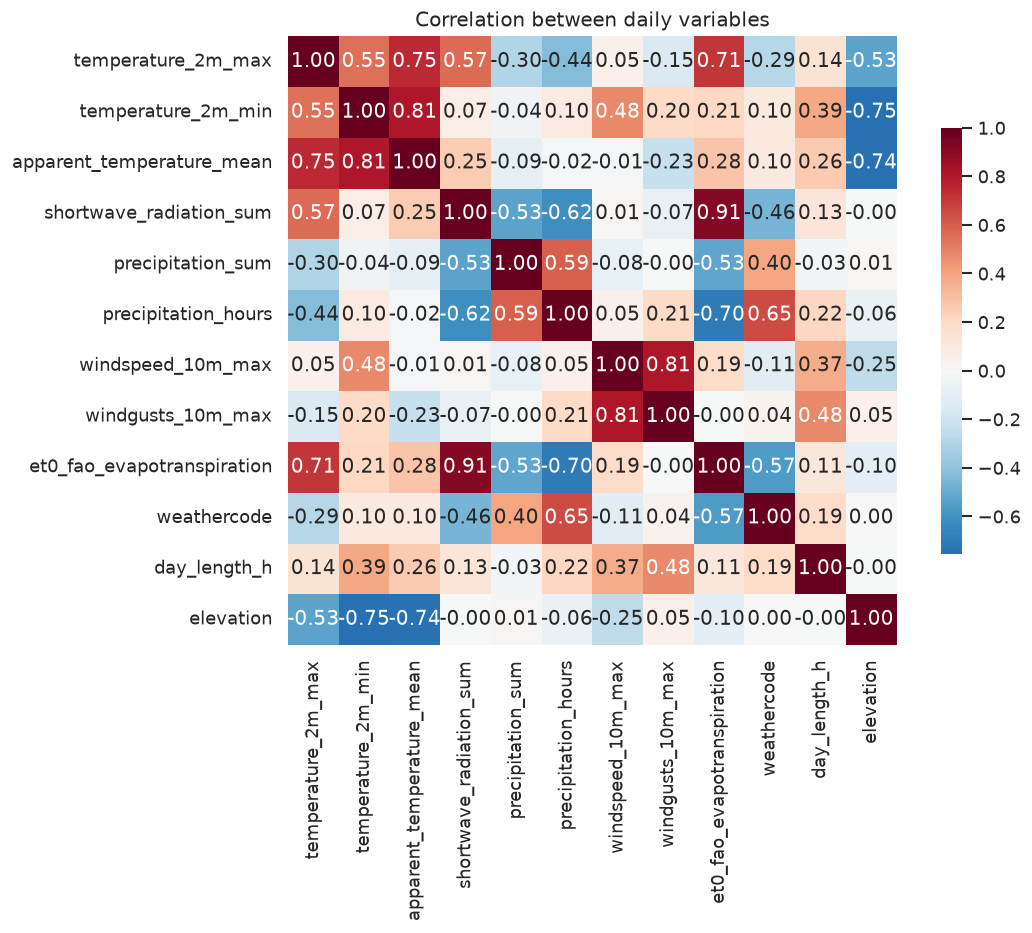 Correlation between daily variables
temperature_2m_max 1.00 0.55 0.75 0.57 -0.30 -0.44 0.05 -0.15 0.71 -0.29 0.14 -0.53
temperature_2m_min 0.55 1.00 0.81 0.07 -0.04 0.10 0.48 0.20 0.21 0.10 0.39 -0.75
apparent_temperature_mean 0.75 0.81 1.00 0.25 -0.09 -0.02 -0.01 -0.23 0.28 0.10 0.26 -0.74
shortwave_radiation_sum 0.57 0.07 0.25 1.00 -0.53 -0.62 0.01 -0.07 0.91 -0.46 0.13 -0.00
precipitation_sum -0.30 -0.04 -0.09 -0.53 1.00 0.59 -0.08 -0.00 -0.53 0.40 -0.03 0.01
precipitation_hours -0.44 0.10 -0.02 -0.62 0.59 1.00 0.05 0.21 -0.70 0.65 0.22 -0.06
windspeed_10m_max 0.05 0.48 -0.01 0.01 -0.08 0.05 1.00 0.81 0.19 -0.11 0.37 -0.25
windgusts_10m_max -0.15 0.20 -0.23 -0.07 -0.00 0.21 0.81 1.00 -0.00 0.04 0.48 0.05
et0_fao_evapotranspiration 0.71 0.21 0.28 0.91 -0.53 -0.70 0.19 -0.00 1.00 -0.57 0.11 -0.10
weathercode -0.29 0.10 0.10 -0.46 0.40 0.65 -0.11 0.04 -0.57 1.00 0.19 0.00
day_length_h 0.14 0.39 0.26 0.13 -0.03 0.22 0.37 0.48 0.11 0.19 1.00 -0.00
elevation -0.53 -0.75 -0.74 -0.00 0.01 -0.06 -0.25 0.05 -0.10 0.00 -0.00 1.00
temperature_2m_max
temperature_2m_min
apparent_temperature_mean
shortwave_radiation_sum
precipitation_sum
precipitation_hours
windspeed_10m_max
windgusts_10m_max
et0_fao_evapotranspiration
weathercode
day_length_h
elevation
1.0
0.8
0.6
0.4
0.2
0.0
−0.2
−0.4
−0.6